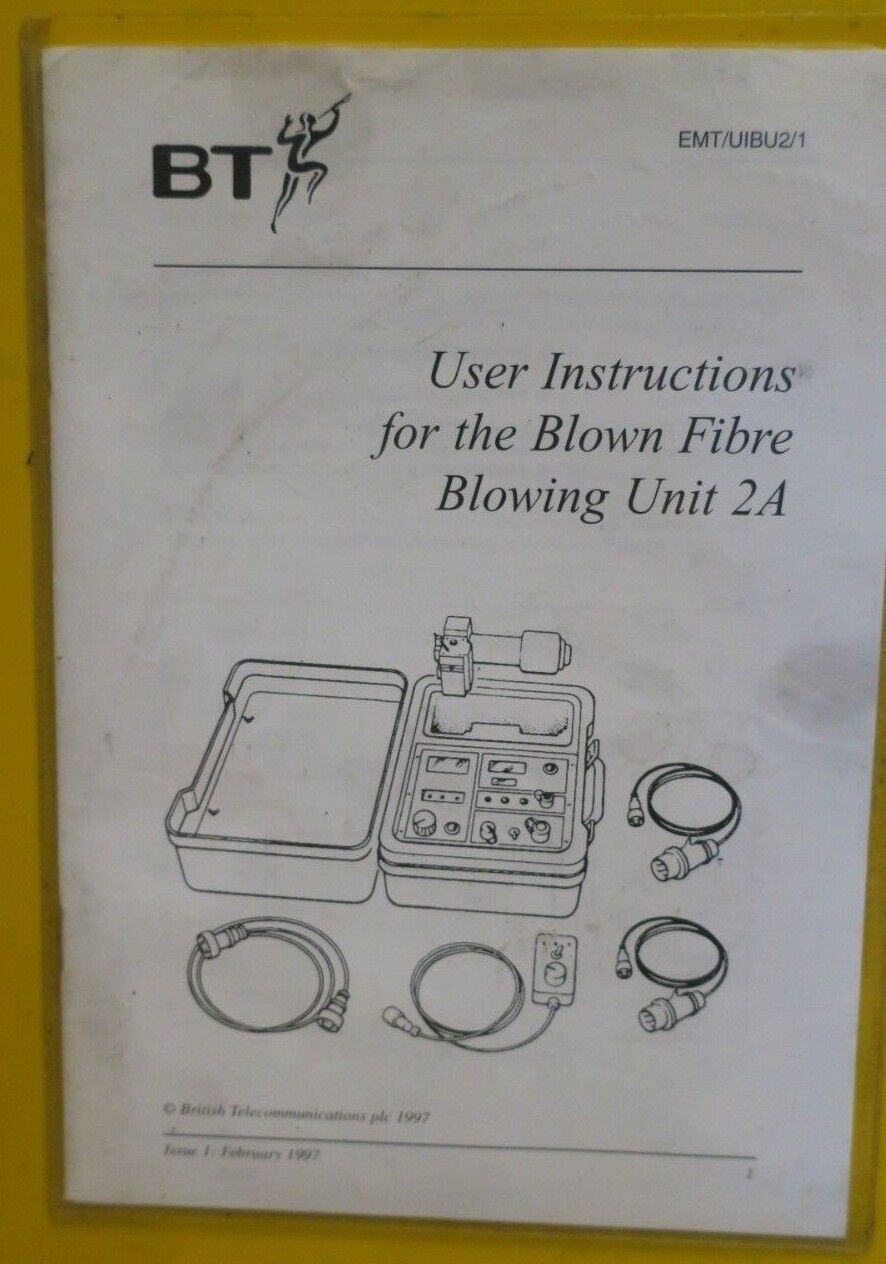 BT
EMT/UIBU2/1
User Instructions
for the Blown Fibre
Blowing Unit 2A
© British Telecommunications plc 1997
Issue 1: February 1997
1